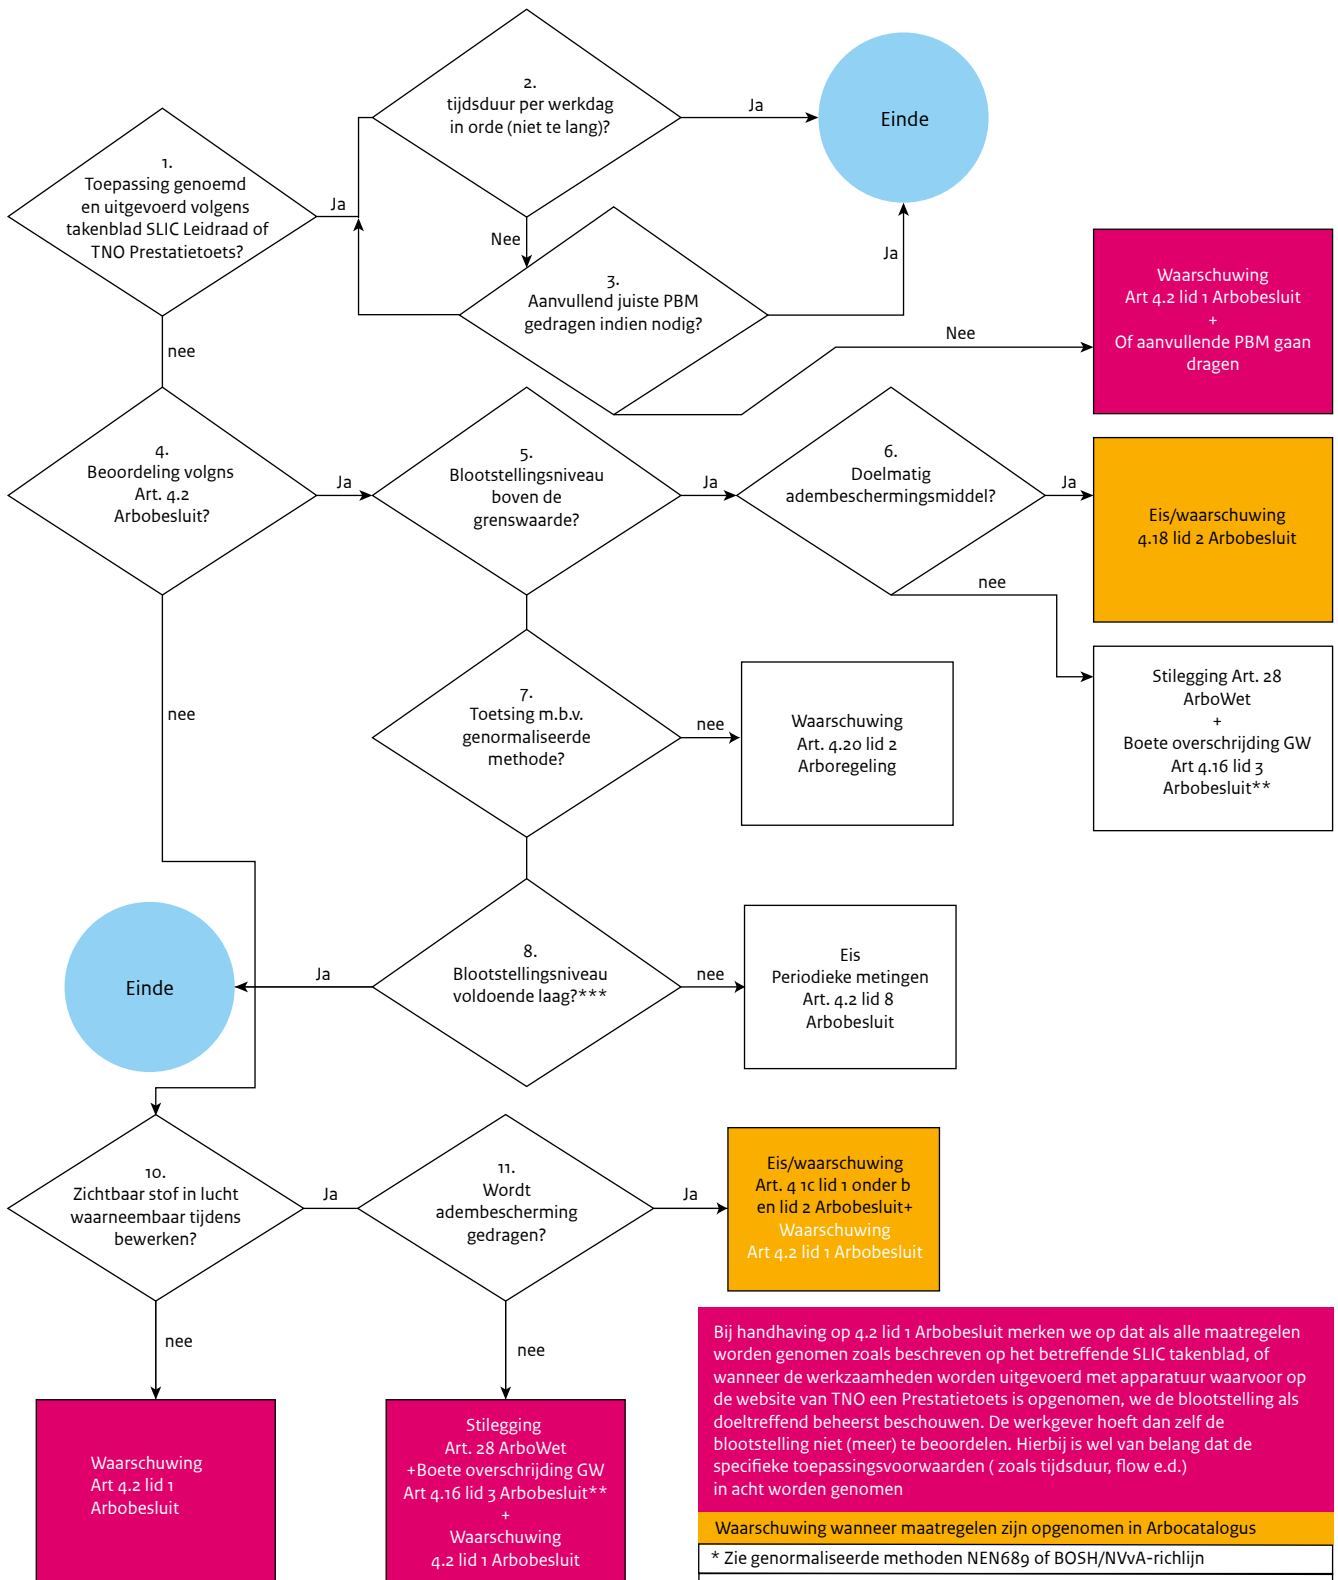 1.
Toepassing genoemd
en uitgevoerd volgens
takenblad SLIC Leidraad of
TNO Prestatietoets?
Ja
nee
2.
tijdsduur per werkdag
in orde (niet te lang)?
Ja
Nee
Einde
3.
Aanvullend juiste PBM
gedragen indien nodig?
Ja
Nee
Waarschuwing
Art 4.2 lid 1 Arbobesluit
+
Of aanvullende PBM gaan
dragen
4.
Beoordeling volgns
Art. 4.2
Arbobesluit?
Ja
nee
5.
Blootstellingsniveau
boven de
grenswaarde?
Ja
6.
Doelmatig
adembeschermingsmiddel?
Ja
nee
Eis/waarschuwing
4.18 lid 2 Arbobesluit
Stilegging Art. 28
ArboWet
+
Boete overschrijding GW
Art 4.16 lid 3
Arbobesluit**
7.
Toetsing m.b.v.
genormaliseerde
methode?
nee
Waarschuwing
Art. 4.20 lid 2
Arboregeling
8.
Blootstellingsniveau
voldoende laag?***
Ja
nee
Einde
Eis
Periodieke metingen
Art. 4.2 lid 8
Arbobesluit
10.
Zichtbaar stof in lucht
waarneembaar tijdens
bewerken?
Ja
nee
11.
Wordt
adembescherming
gedragen?
Ja
nee
Eis/waarschuwing
Art. 4 1c lid 1 onder b
en lid 2 Arbobesluit+
Waarschuwing
Art 4.2 lid 1 Arbobesluit
Waarschuwing
Art 4.2 lid 1
Arbobesluit
Stilegging
Art. 28 ArboWet
+Boete overschrijding GW
Art 4.16 lid 3 Arbobesluit**
+
Waarschuwing
4.2 lid 1 Arbobesluit
Bij handhaving op 4.2 lid 1 Arbobesluit merken we op dat als alle maatregelen
worden genomen zoals beschreven op het betreffende SLIC takenblad, of
wanneer de werkzaamheden worden uitgevoerd met apparatuur waarvoor op
de website van TNO een Prestatietoets is opgenomen, we de blootstelling als
doeltreffend beheerst beschouwen. De werkgever hoeft dan zelf de
blootstelling niet (meer) te beoordelen. Hierbij is wel van belang dat de
specifieke toepassingsvoorwaarden ( zoals tijdsduur, flow e.d.)
in acht worden genomen
Waarschuwing wanneer maatregelen zijn opgenomen in Arbocatalogus
* Zie genormaliseerde methoden NEN689 of BOSH/NVvA-richlijn